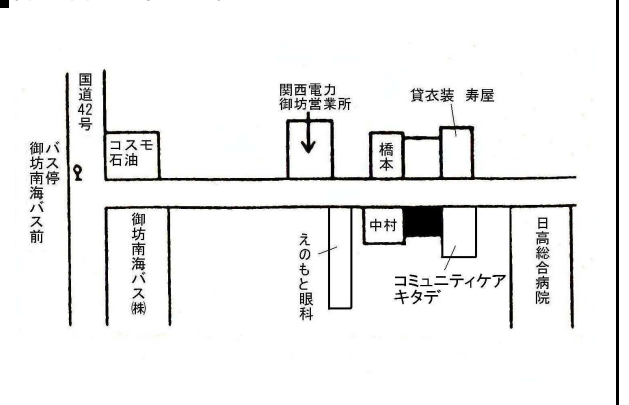 国道42号
関西電力
御坊営業所
貸衣装 寿屋
コスモ
石油
橋本
バス停
御坊南海バス前
御坊南海バス㈱
えのもと眼科
中村
コミュニティケア
キタデ
日高総合病院